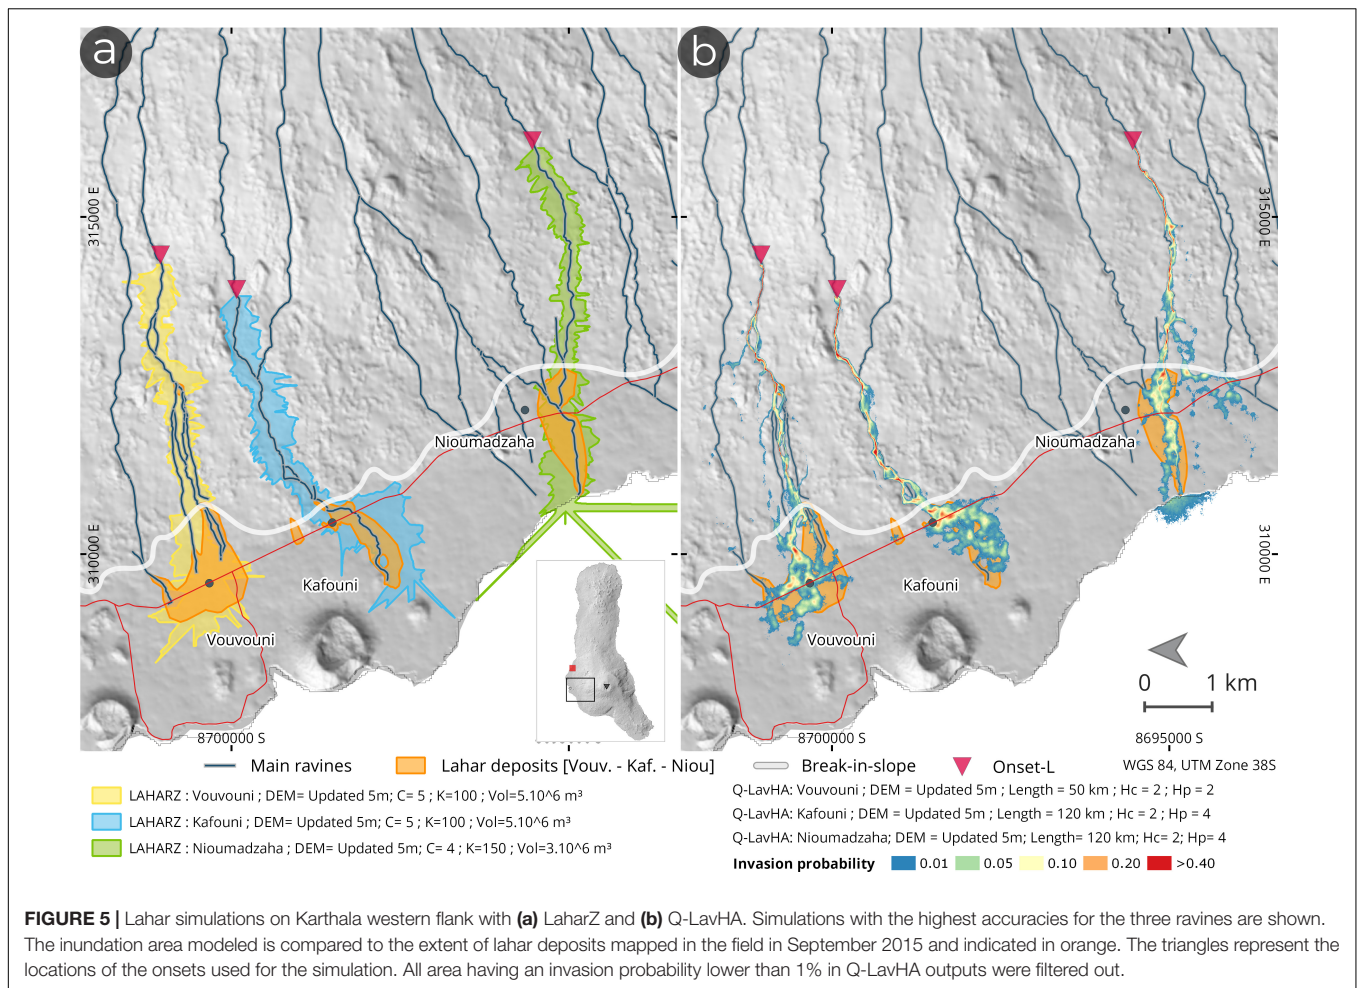 a
b
315000 E
310000 E
315000 E
310000 E
Nioumadzaha
Kafouni
Vouvouni
Nioumadzaha
Kafouni
Vouvouni
0 1 km
8700000 S
8700000 S
8695000 S
Main ravines
Lahar deposits [Vouv. - Kaf. - Niou]
Break-in-slope
Onset-L
WGS 84, UTM Zone 38S
LAHARZ : Vouvouni ; DEM= Updated 5m; C= 5 ; K=100 ; Vol=5.10^6 m³
LAHARZ : Kafouni ; DEM= Updated 5m; C= 5 ; K=100 ; Vol=5.10^6 m³
LAHARZ : Nioumadzaha ; DEM= Updated 5m; C= 4 ; K=150 ; Vol=3.10^6 m³
Q-LavHA: Vouvouni ; DEM = Updated 5m ; Length = 50 km ; Hc = 2 ; Hp = 2
Q-LavHA: Kafouni ; DEM = Updated 5m ; Length = 120 km ; Hc = 2 ; Hp = 4
Q-LavHA: Nioumadzaha; DEM = Updated 5m; Length= 120 km; Hc= 2; Hp= 4
Invasion probability 0.01 0.05 0.10 0.20 >0.40
FIGURE 5 | Lahar simulations on Karthala western flank with (a) LaharZ and (b) Q-LavHA. Simulations with the highest accuracies for the three ravines are shown.
The inundation area modeled is compared to the extent of lahar deposits mapped in the field in September 2015 and indicated in orange. The triangles represent the
locations of the onsets used for the simulation. All area having an invasion probability lower than 1% in Q-LavHA outputs were filtered out.